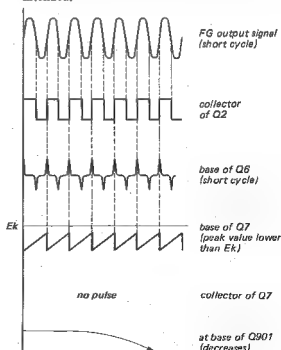 FG output signal
(short cycle)
collector
of Q2
base of Q6
(short cycle)
Ek
base of Q7
(peak value lower
than Ek)
no pulse
collector of Q7
at base of Q901
(decreases)